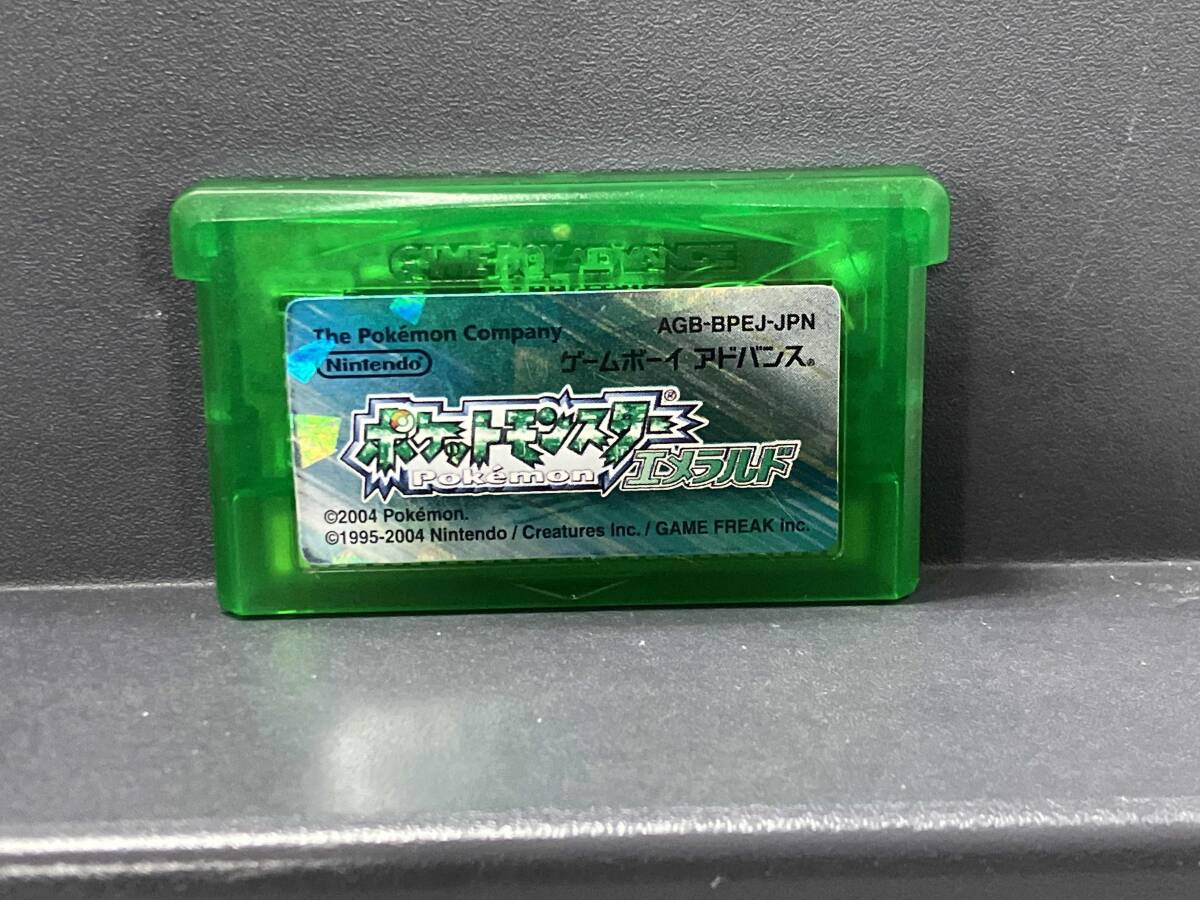 GAME BOY ADVANCE
The Pokémon Company
AGB-BPEJ-JPN
Nintendo®
ゲームボーイ アドバンス®
ポケットモンスター®
Pokémon
エメラルド
©2004 Pokémon.
©1995-2004 Nintendo / Creatures inc. / GAME FREAK inc.